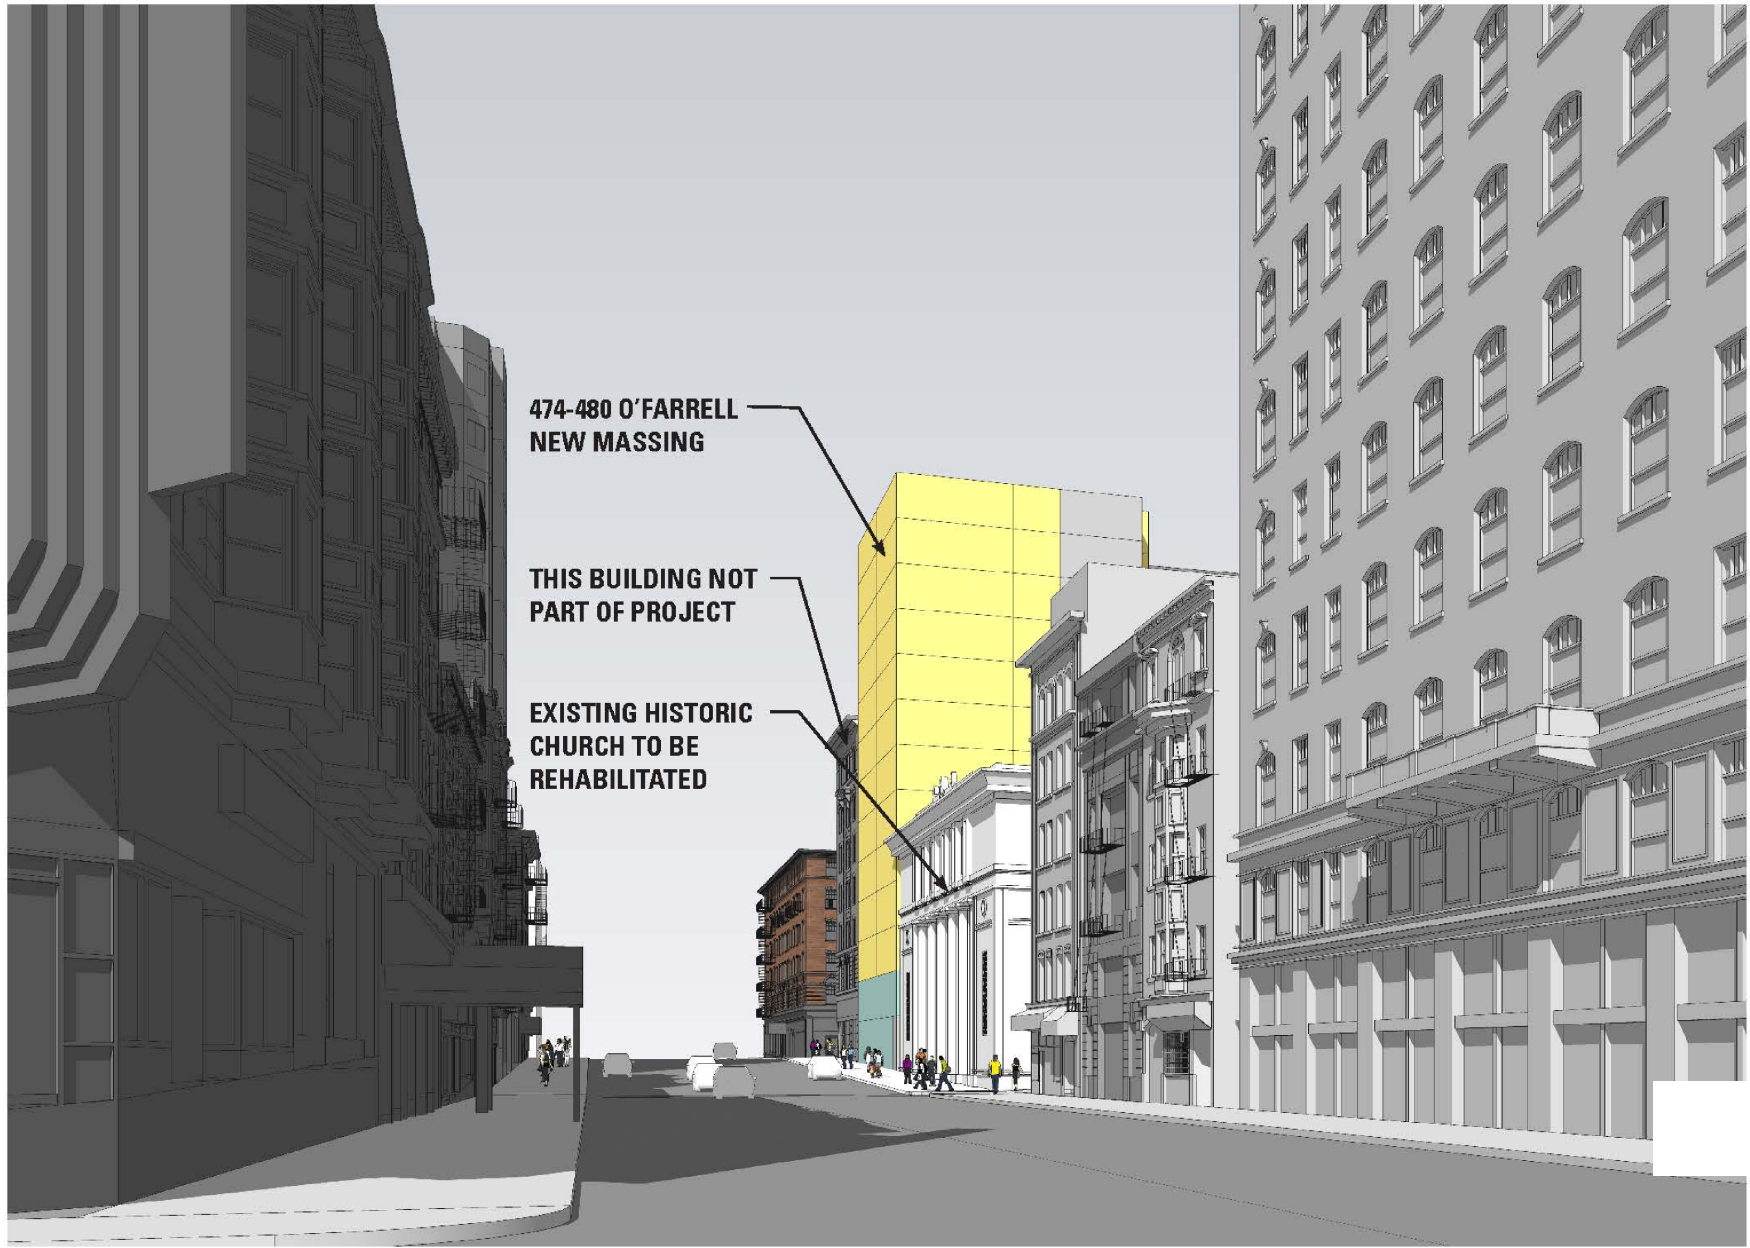 474-480 O'FARRELL
NEW MASSING
THIS BUILDING NOT
PART OF PROJECT
EXISTING HISTORIC
CHURCH TO BE
REHABILITATED